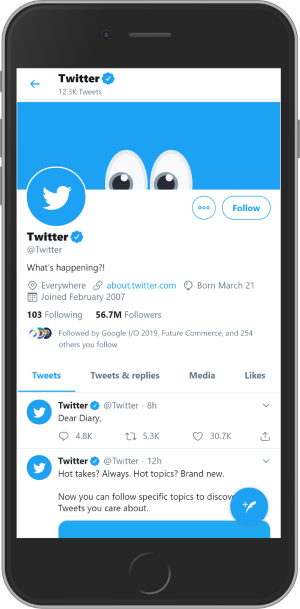 Twitter
12.3K Tweets
Follow
Twitter
@Twitter
What's happening?!
Everywhere about.twitter.com Born March 21
Joined February 2007
103 Following 56.7M Followers
Followed by Google I/O 2019, Future Commerce, and 254
others you follow
Tweets Tweets & replies Media Likes
Twitter @Twitter · 8h
Dear Diary,
4.8K 5.3K 30.7K
Twitter @Twitter · 12h
Hot takes? Always. Hot topics? Brand new.
Now you can follow specific topics to discov
Tweets you care about.